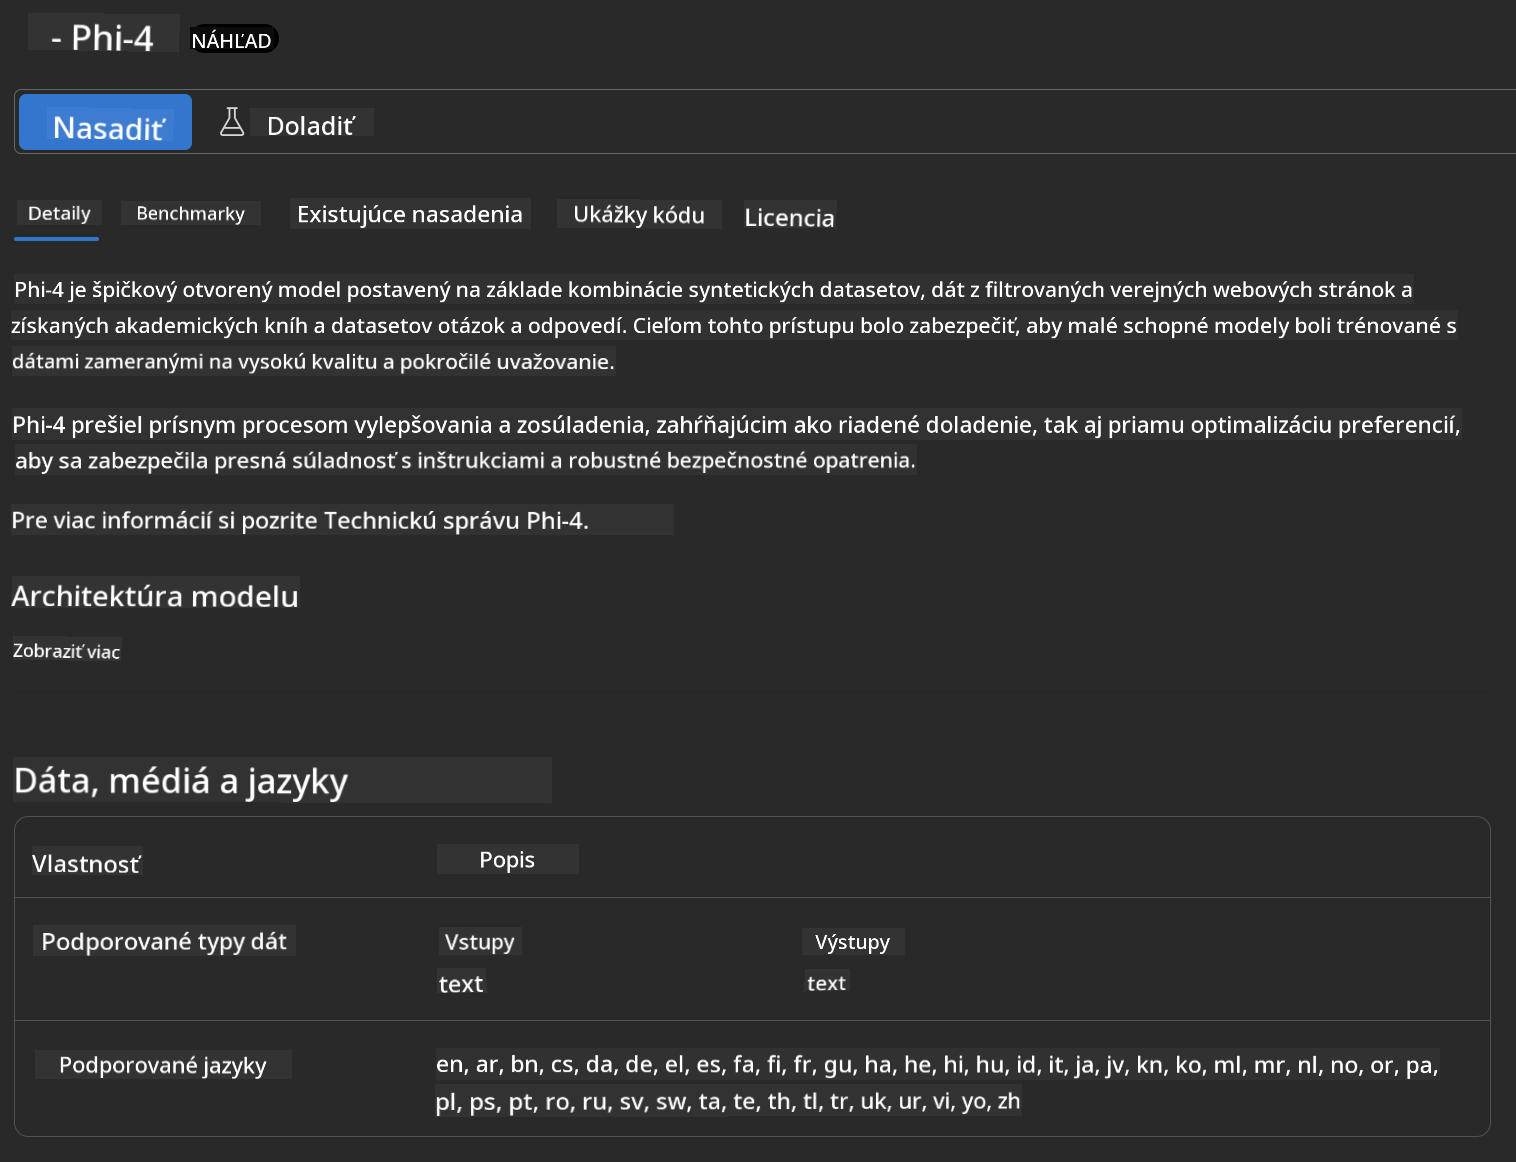 - Phi-4 NÁHĽAD
Nasadiť Doladiť
Detaily Benchmarky Existujúce nasadenia Ukážky kódu Licencia
Phi-4 je špičkový otvorený model postavený na základe kombinácie syntetických datasetov, dát z filtrovaných verejných webových stránok a
získaných akademických kníh a datasetov otázok a odpovedí. Cieľom tohto prístupu bolo zabezpečiť, aby malé schopné modely boli trénované s
dátami zameranými na vysokú kvalitu a pokročilé uvažovanie.
Phi-4 prešiel prísnym procesom vylepšovania a zosúladenia, zahŕňajúcim ako riadené doladenie, tak aj priamu optimalizáciu preferencií,
aby sa zabezpečila presná súladnosť s inštrukciami a robustné bezpečnostné opatrenia.
Pre viac informácií si pozrite Technickú správu Phi-4.
Architektúra modelu
Zobraziť viac
Dáta, médiá a jazyky
Vlastnosť Popis
Podporované typy dát Vstupy Výstupy
text text
Podporované jazyky en, ar, bn, cs, da, de, el, es, fa, fi, fr, gu, ha, he, hi, hu, id, it, ja, jv, kn, ko, ml, mr, nl, no, or, pa,
pl, ps, pt, ro, ru, sv, sw, ta, te, th, tl, tr, uk, ur, vi, yo, zh